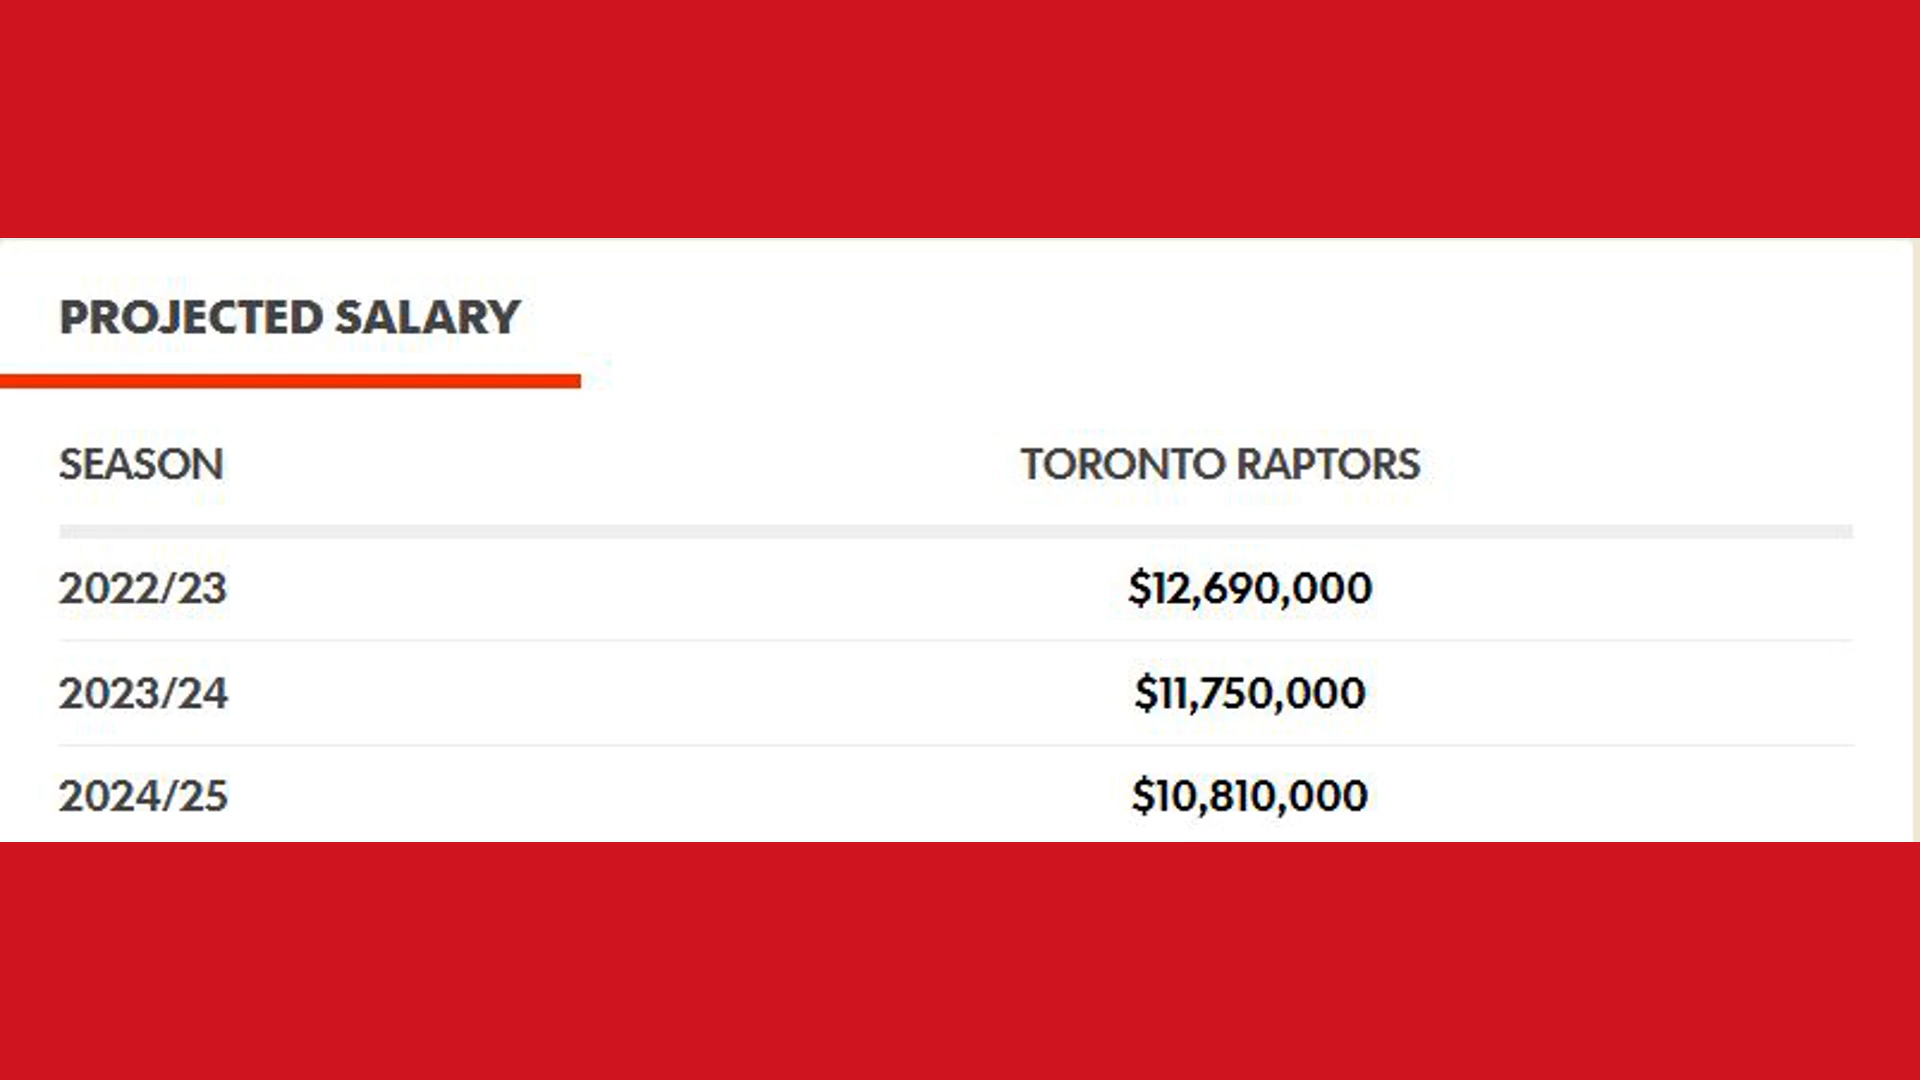 PROJECTED SALARY
SEASON TORONTO RAPTORS
2022/23 $12,690,000
2023/24 $11,750,000
2024/25 $10,810,000